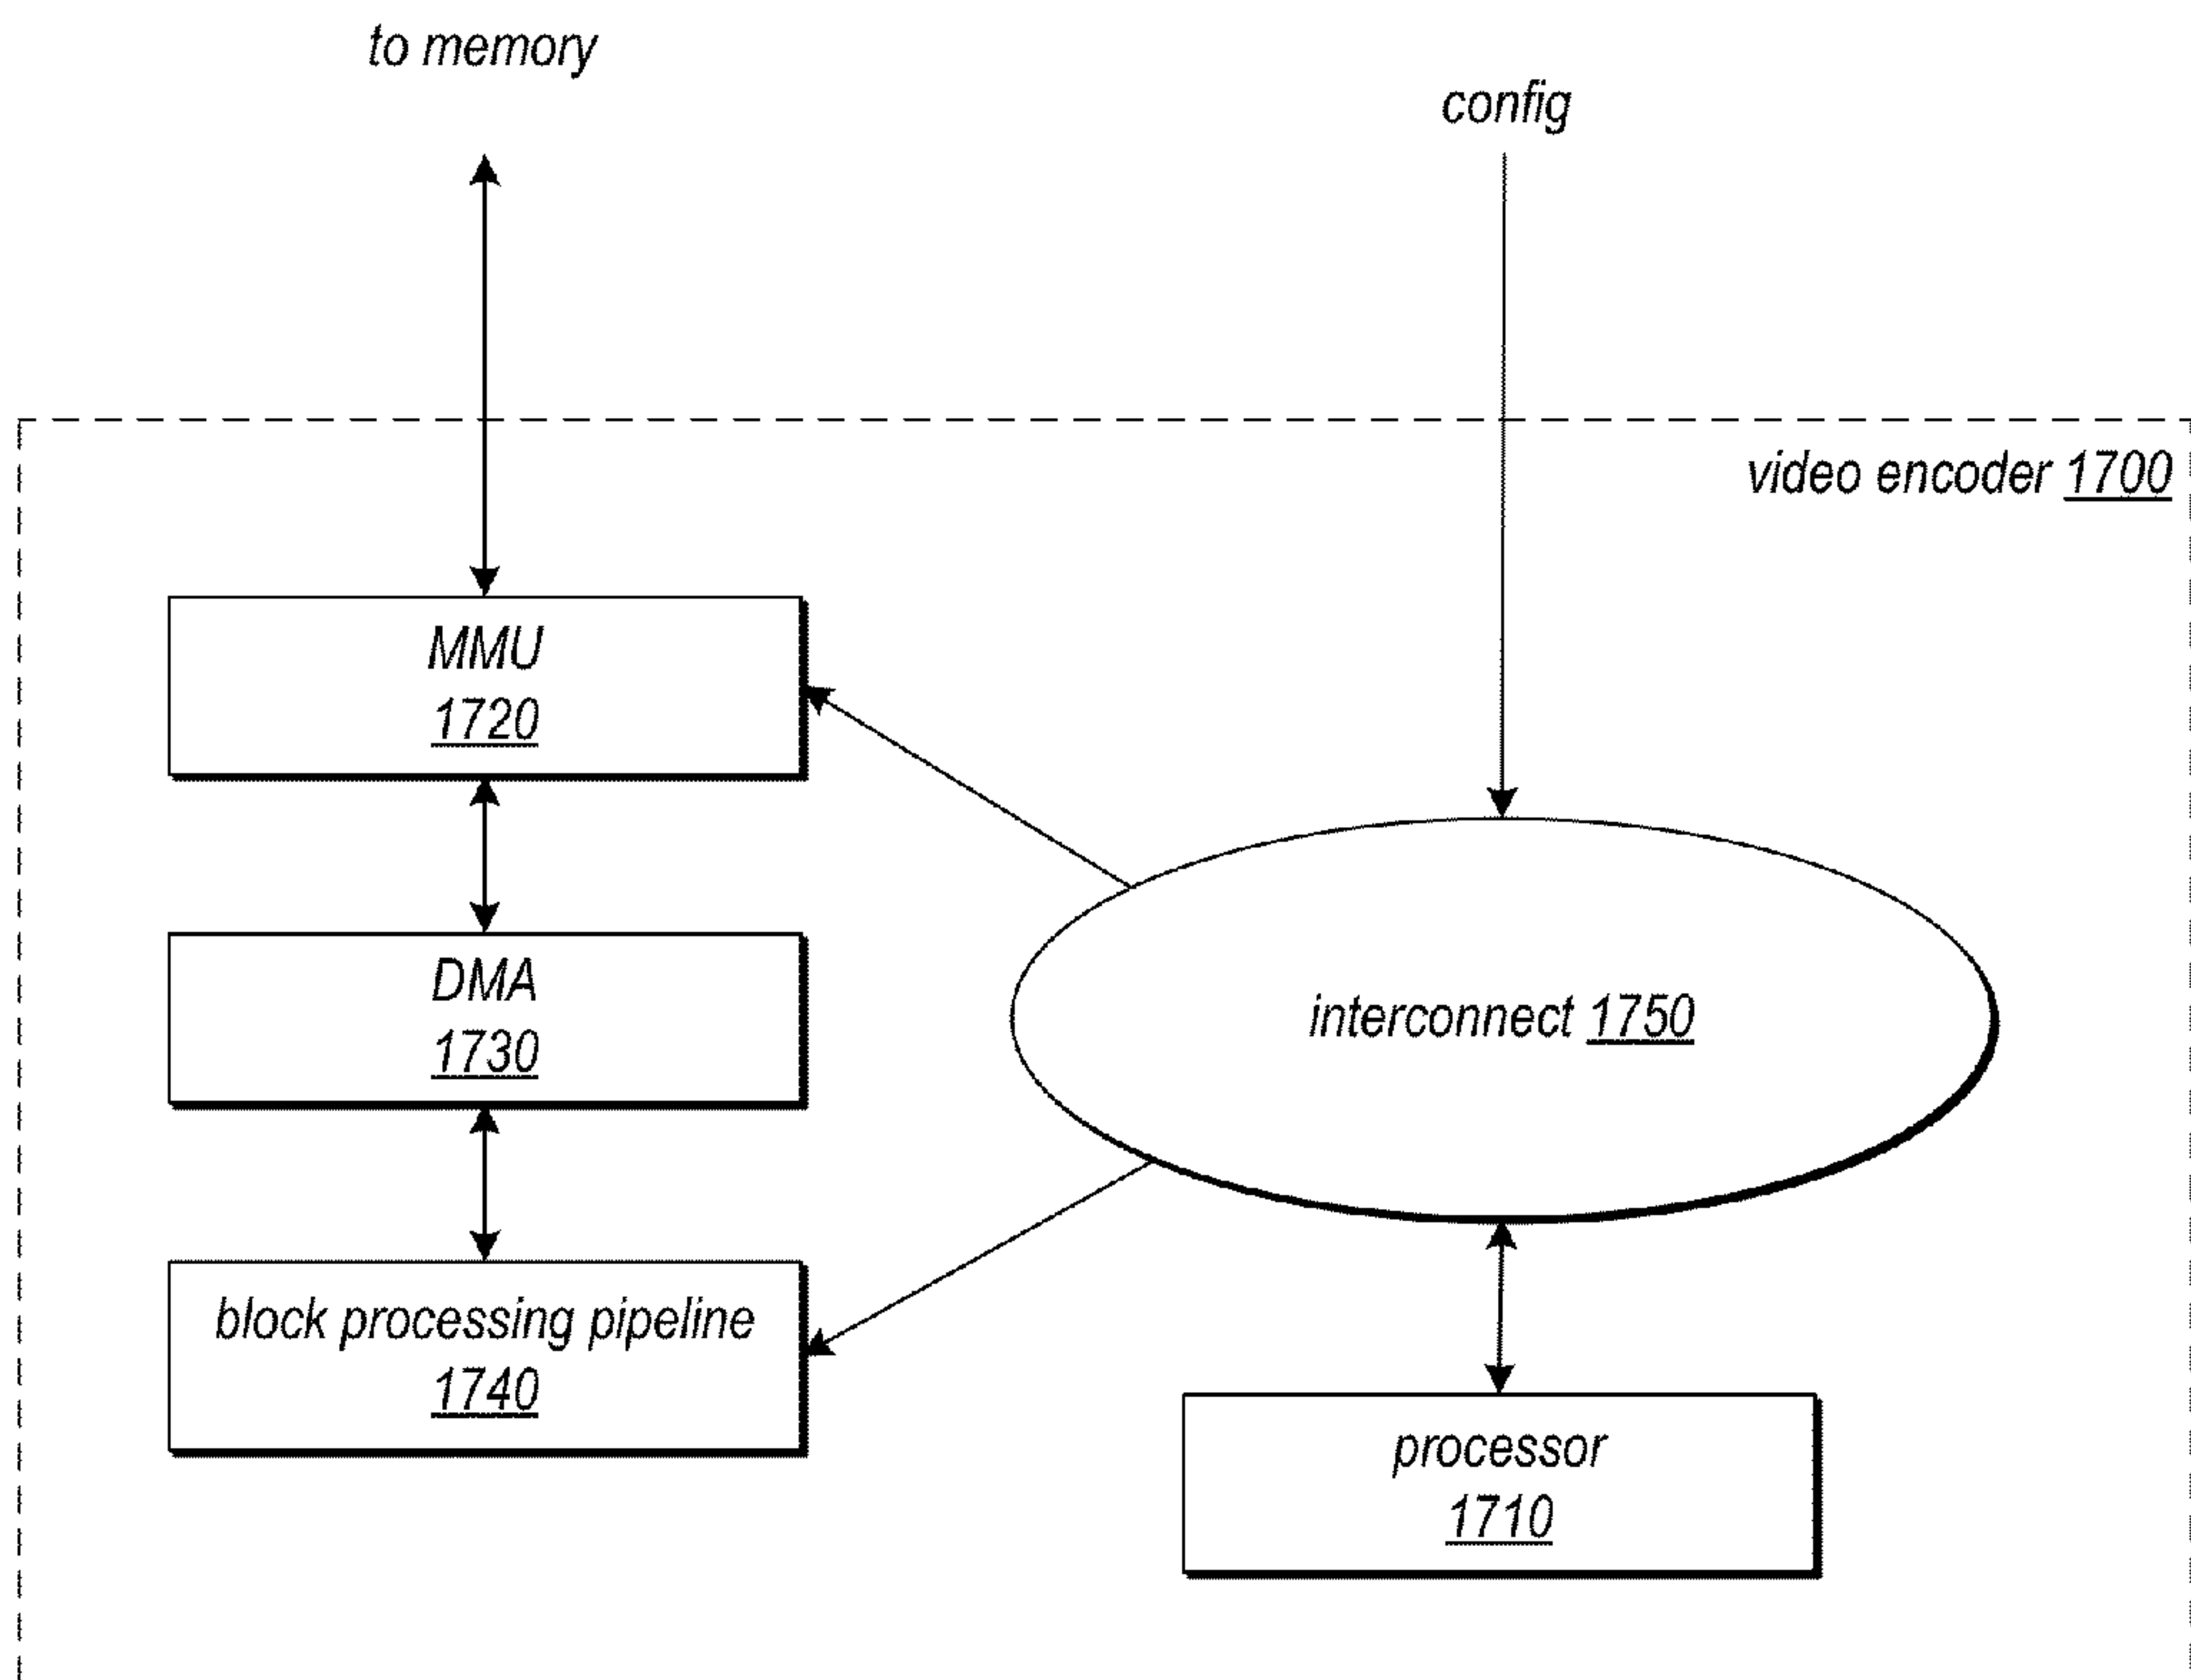 to memory
config
video encoder 1700
MMU
1720
DMA
1730
interconnect 1750
block processing pipeline
1740
processor
1710